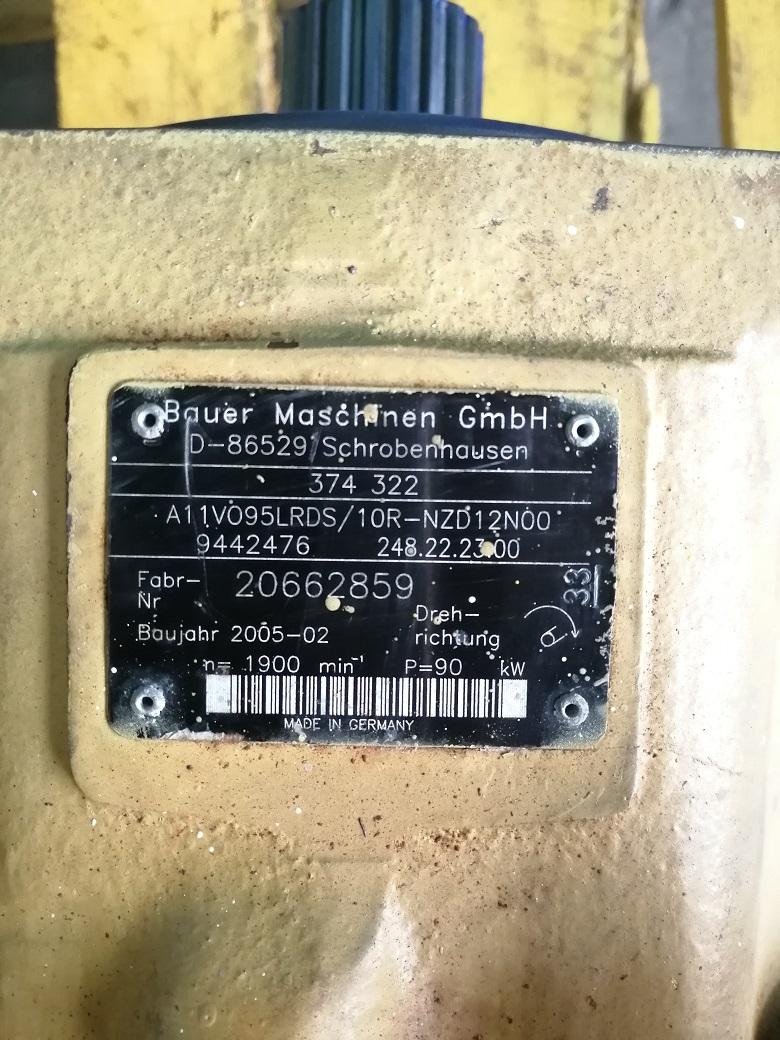 Bauer Maschinen GmbH
D-86529 Schrobenhausen
374 322
A11VO95LRDS/10R-NZD12N00
9442476 248.22.23.00
Fabr-
Nr 20662859
33
Dreh-
richtung
Baujahr 2005-02
n= 1900 min⁻¹ P=90 kW
MADE IN GERMANY